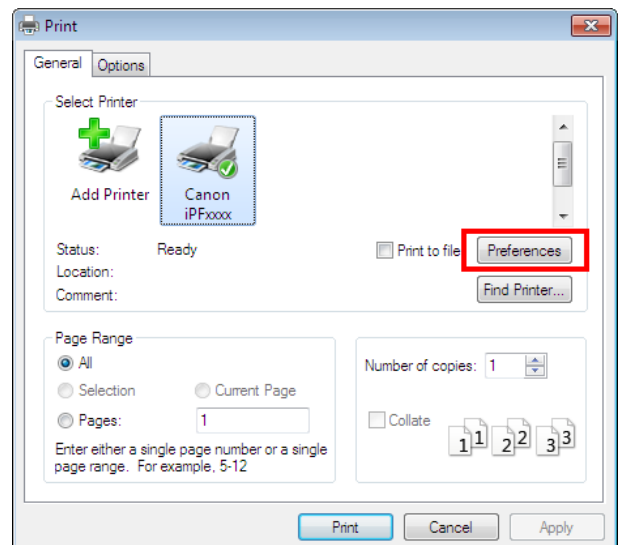 Print
General Options
Select Printer
Add Printer
Canon
iPFxxxx
Status: Ready
Print to file
Preferences
Location:
Comment:
Find Printer...
Page Range
All
Selection
Current Page
Pages: 1
Enter either a single page number or a single
page range. For example, 5-12
Number of copies: 1
Collate
1 1 2 2 3 3
Print Cancel Apply